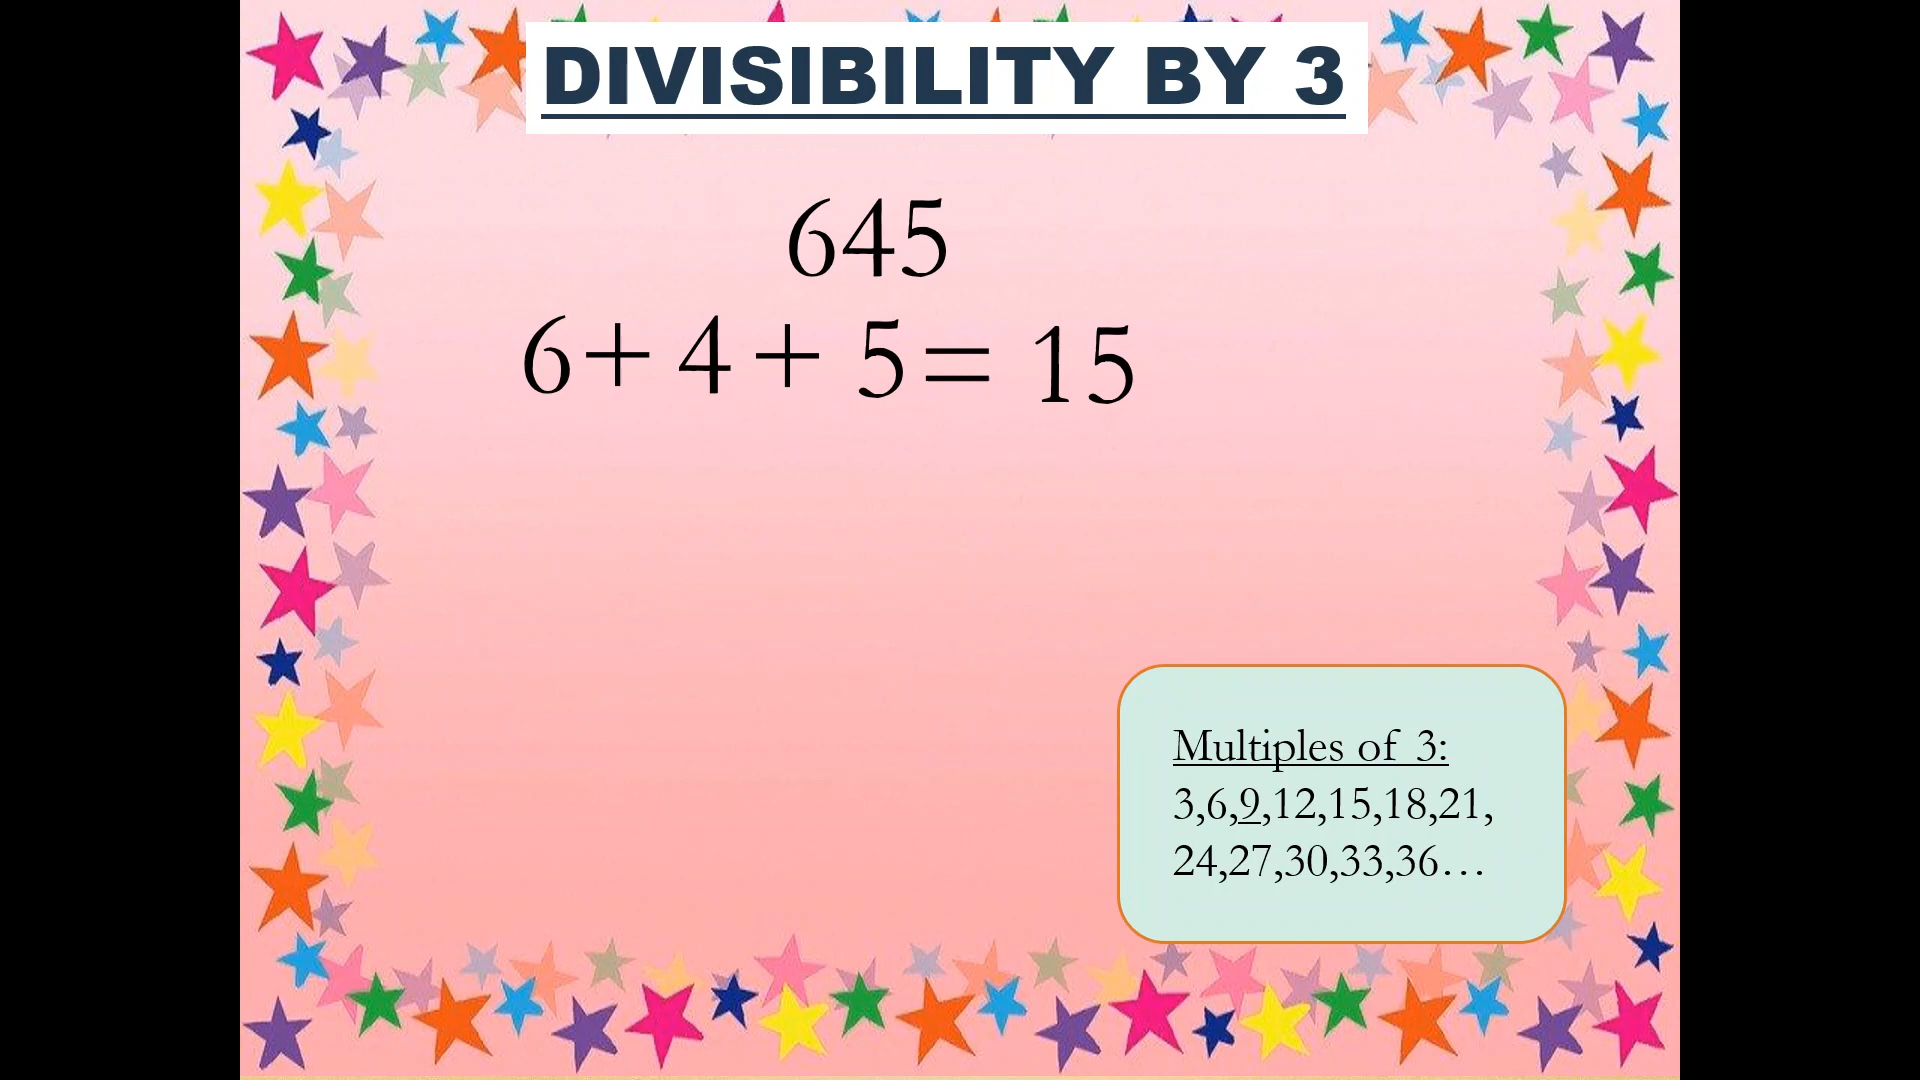 DIVISIBILITY BY 3
645
6+ 4 + 5 = 15
Multiples of 3:
3,6,9,12,15,18,21,
24,27,30,33,36…